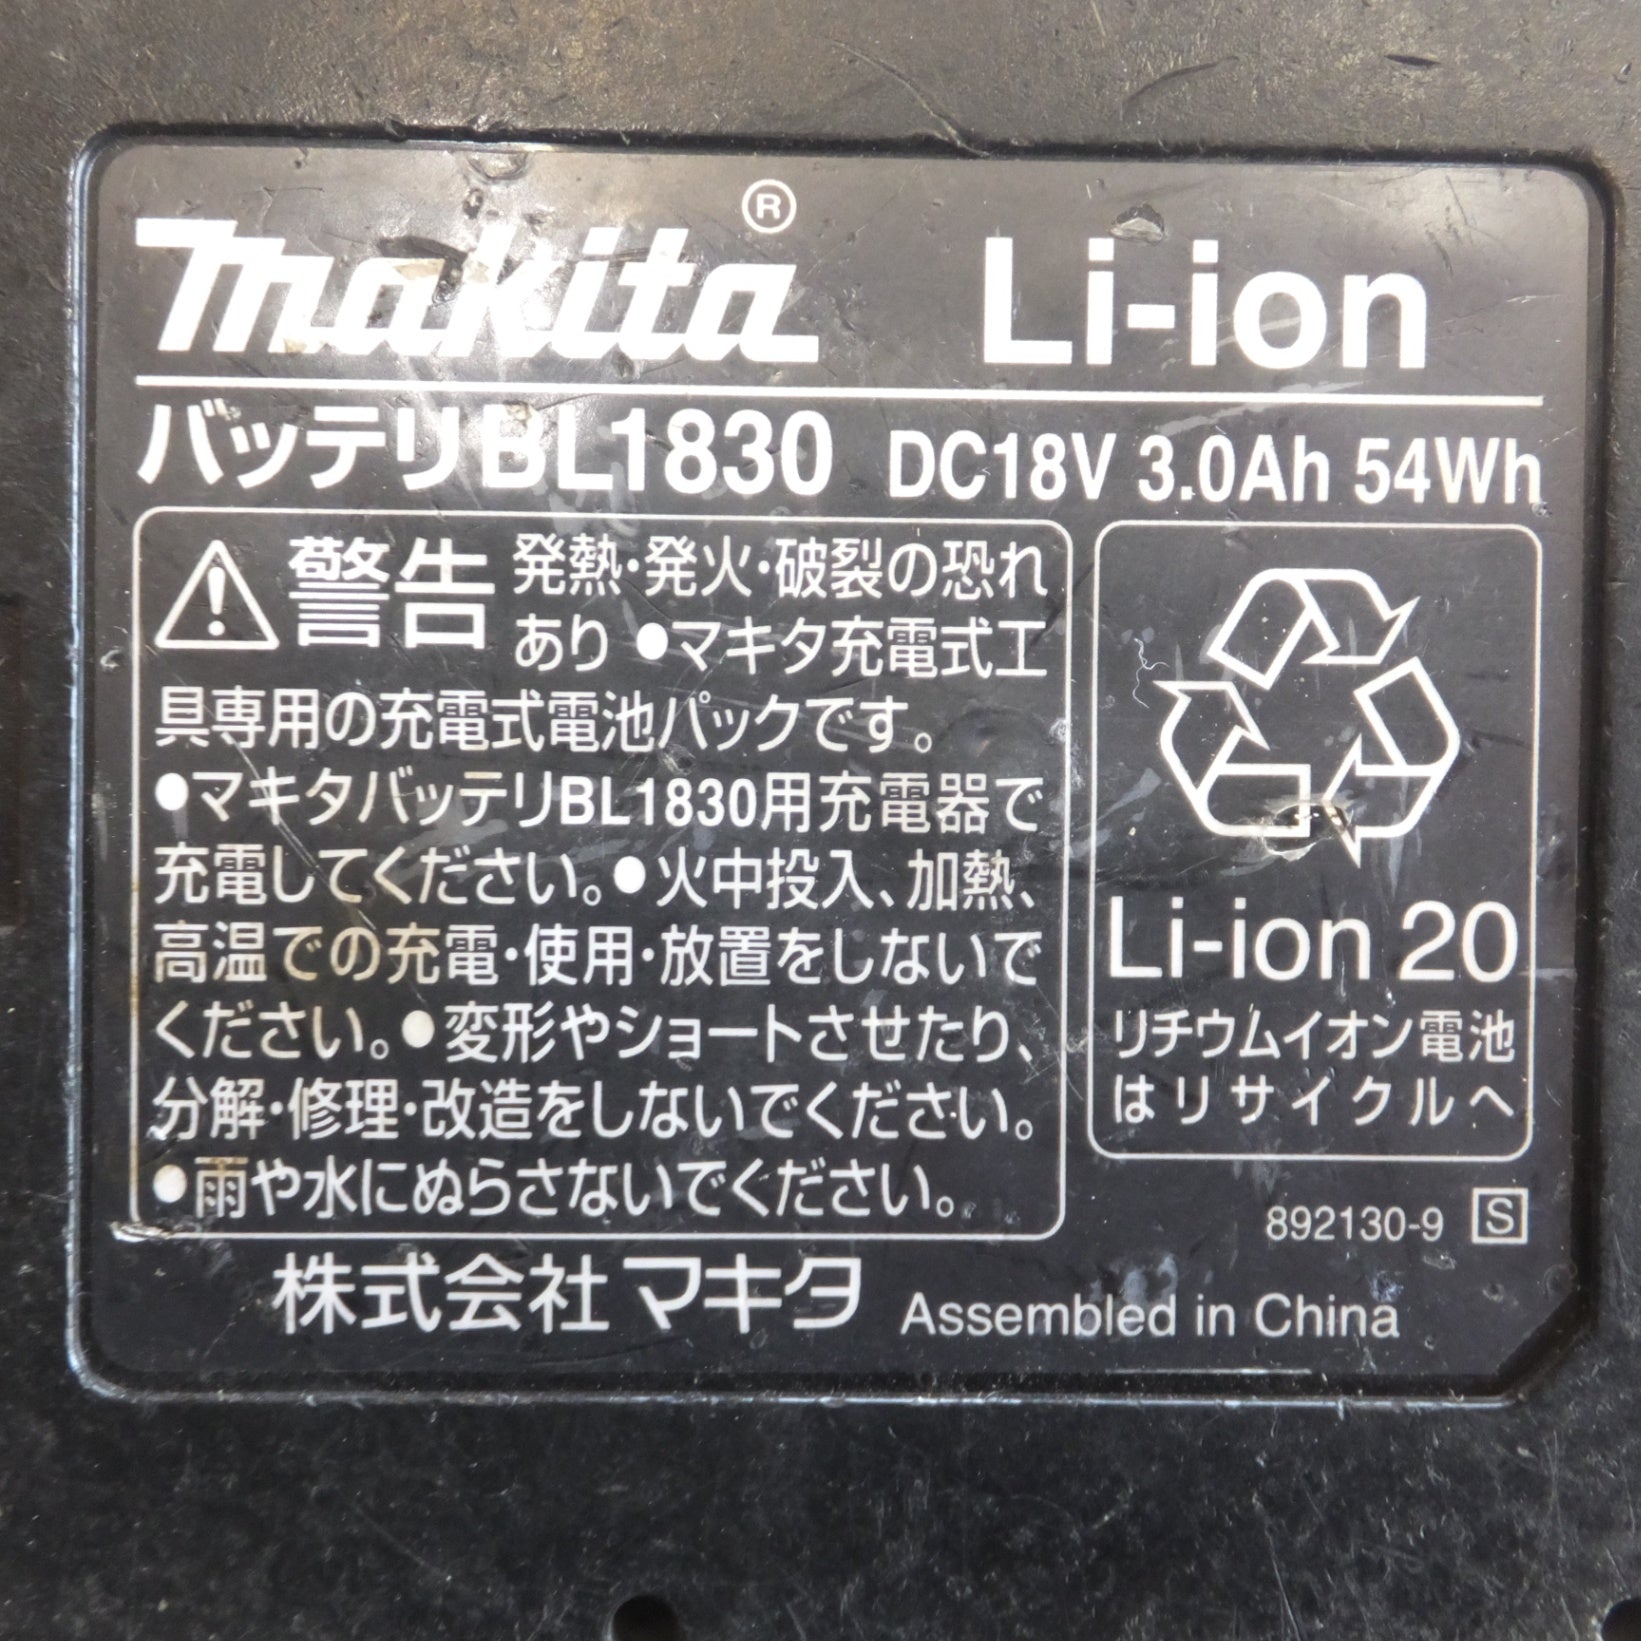 makita® Li-ion
バッテリBL1830 DC18V 3.0Ah 54Wh
警告 発熱・発火・破裂の恐れ
あり ●マキタ充電式工
具専用の充電式電池パックです。
●マキタバッテリBL1830用充電器で
充電してください。●火中投入、加熱、
高温での充電・使用・放置をしないで
ください。●変形やショートさせたり、
分解・修理・改造をしないでください。
●雨や水にぬらさないでください。
Li-ion 20
リチウムイオン電池
はリサイクルへ
892130-9 S
株式会社マキタ Assembled in China